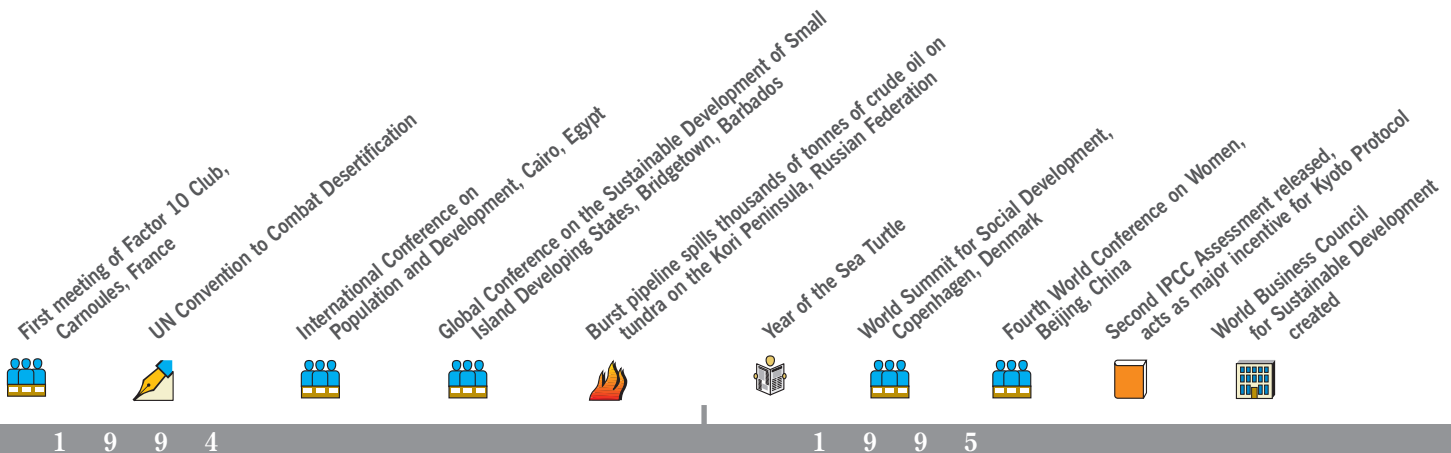 First meeting of Factor 10 Club,
Carnoules, France
UN Convention to Combat Desertification
International Conference on
Population and Development, Cairo, Egypt
Global Conference on the Sustainable Development of Small
Island Developing States, Bridgetown, Barbados
Burst pipeline spills thousands of tonnes of crude oil on
tundra on the Kori Peninsula, Russian Federation
Year of the Sea Turtle
World Summit for Social Development,
Copenhagen, Denmark
Fourth World Conference on Women,
Beijing, China
Second IPCC Assessment released,
acts as major incentive for Kyoto Protocol
World Business Council
for Sustainable Development
created
1 9 9 4
1 9 9 5